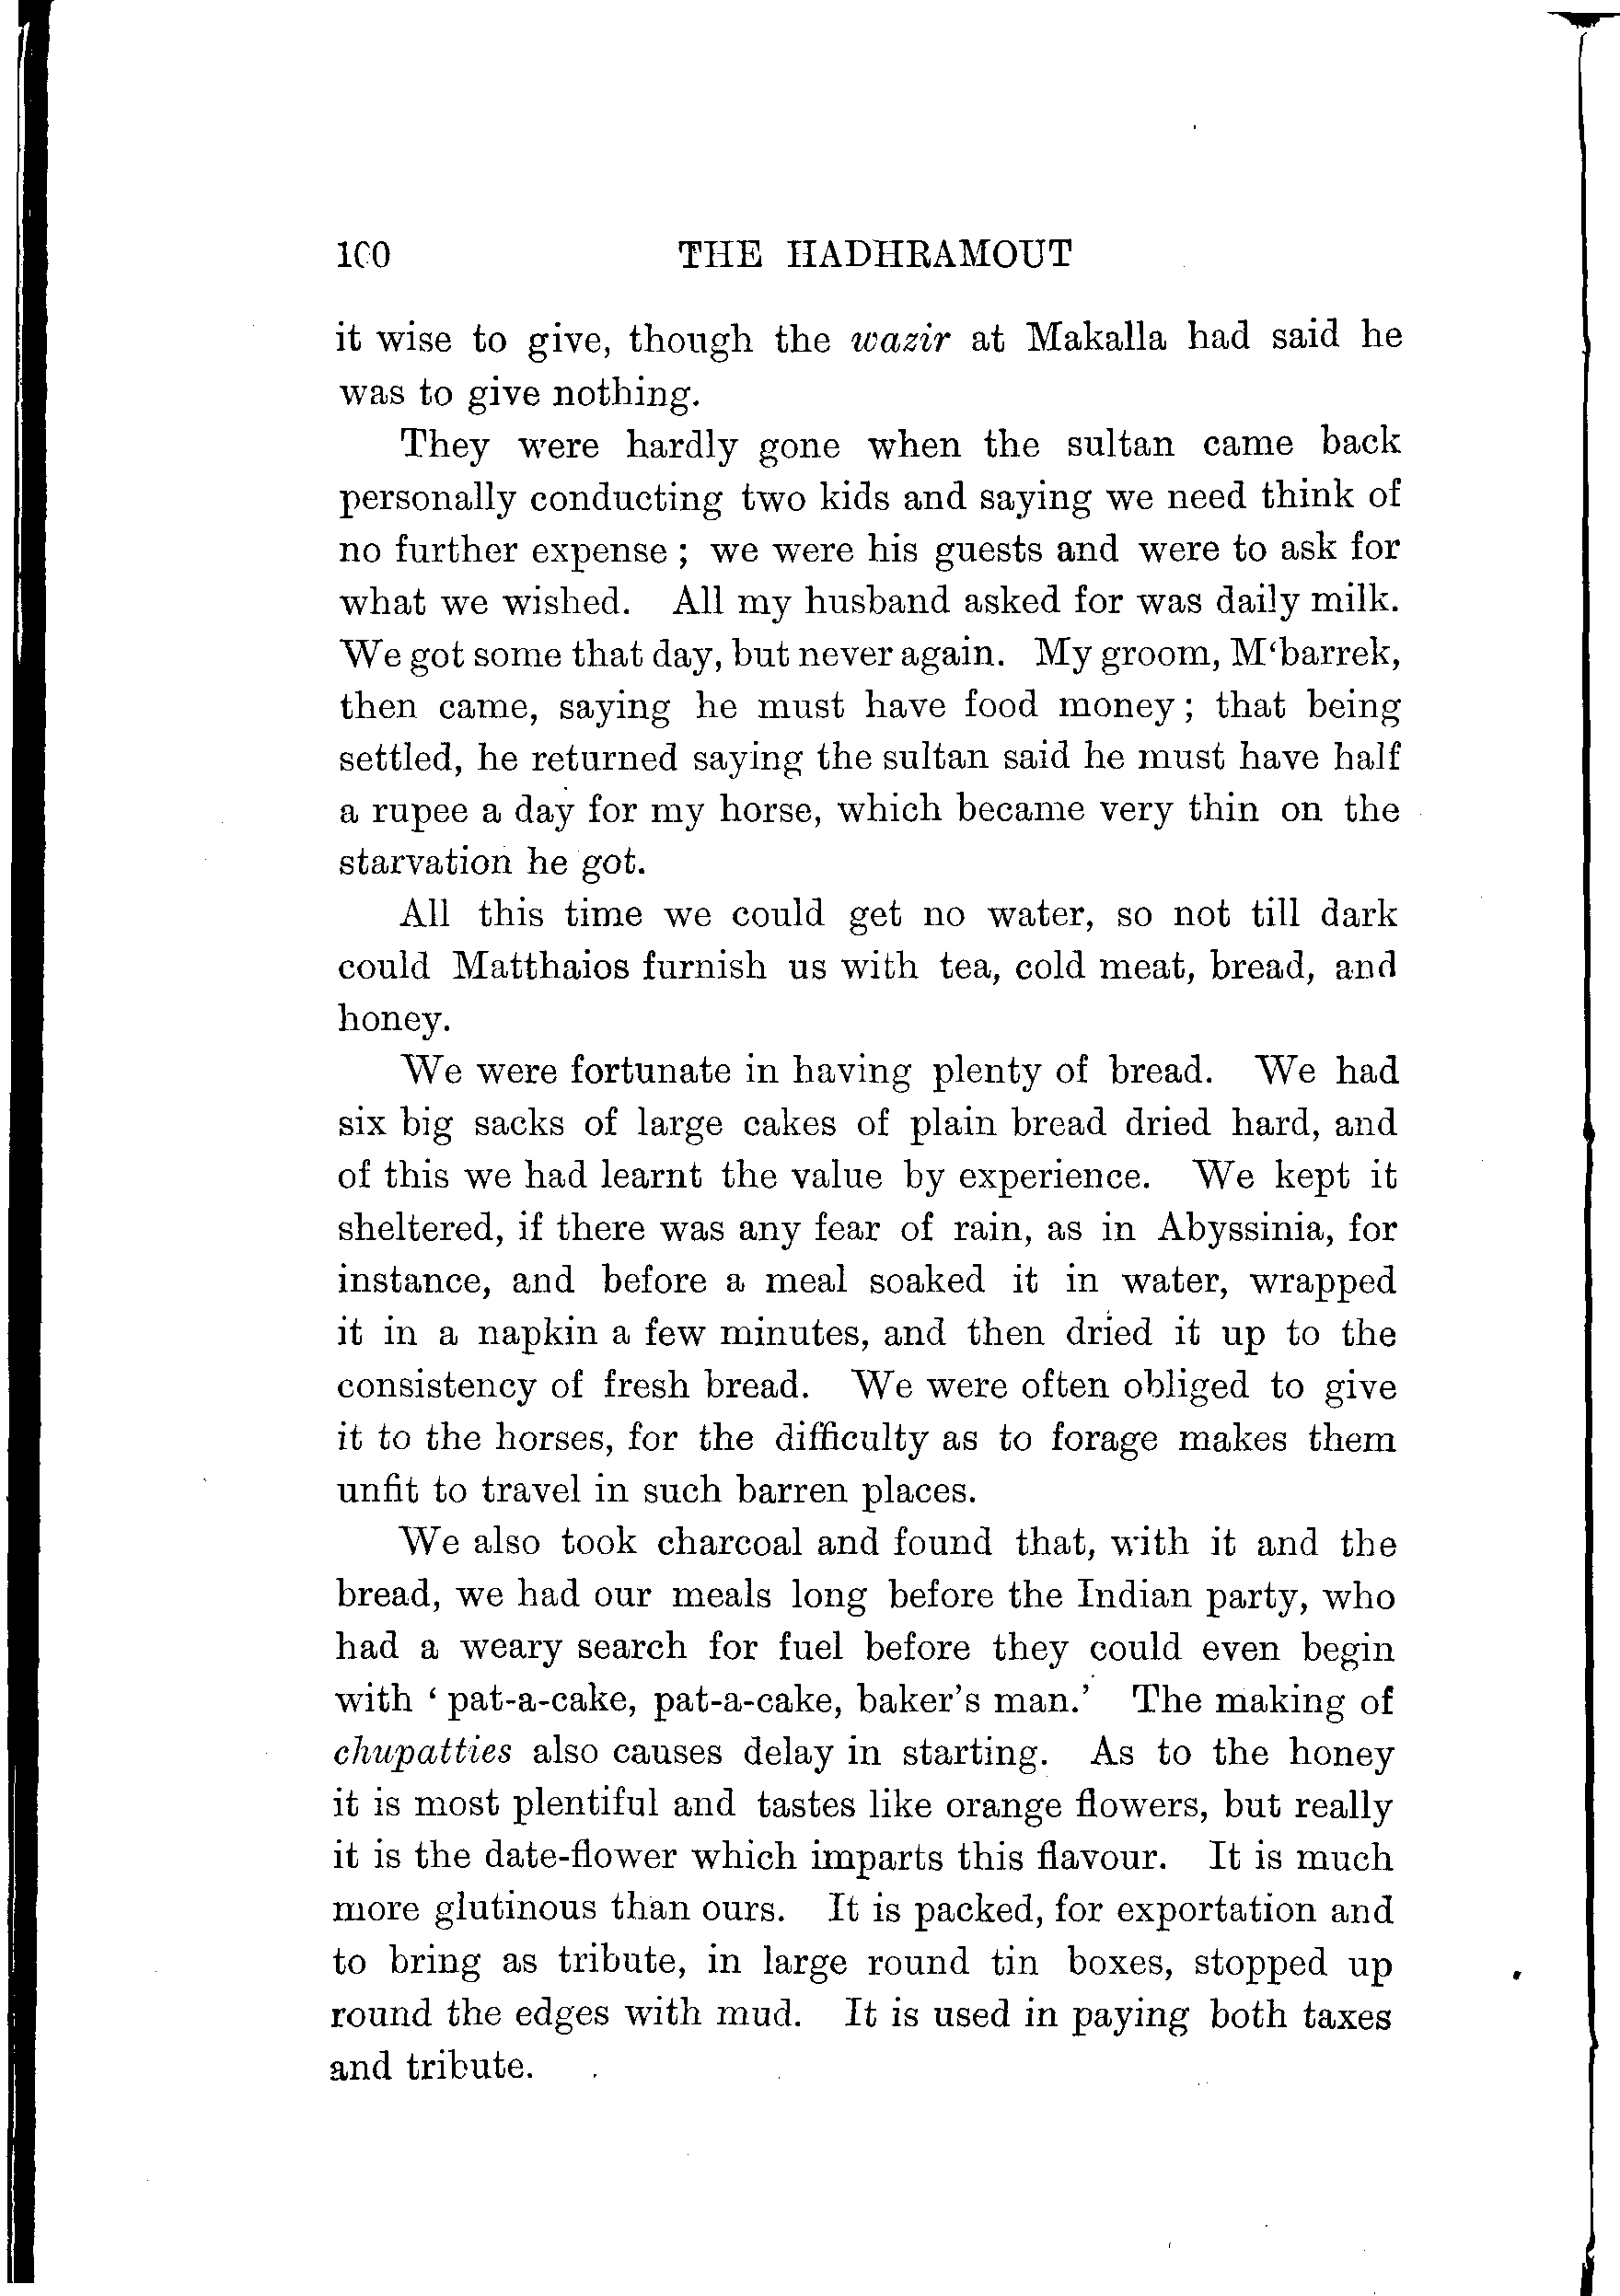 100 THE HADHRAMOUT
it wise to give, though the wazir at Makalla had said he
was to give nothing.
They were hardly gone when the sultan came back
personally conducting two kids and saying we need think of
no further expense ; we were his guests and were to ask for
what we wished. All my husband asked for was daily milk.
We got some that day, but never again. My groom, M‘barrek,
then came, saying he must have food money ; that being
settled, he returned saying the sultan said he must have half
a rupee a day for my horse, which became very thin on the
starvation he got.
All this time we could get no water, so not till dark
could Matthaios furnish us with tea, cold meat, bread, and
honey.
We were fortunate in having plenty of bread. We had
six big sacks of large cakes of plain bread dried hard, and
of this we had learnt the value by experience. We kept it
sheltered, if there was any fear of rain, as in Abyssinia, for
instance, and before a meal soaked it in water, wrapped
it in a napkin a few minutes, and then dried it up to the
consistency of fresh bread. We were often obliged to give
it to the horses, for the difficulty as to forage makes them
unfit to travel in such barren places.
We also took charcoal and found that, with it and the
bread, we had our meals long before the Indian party, who
had a weary search for fuel before they could even begin
with ‘ pat-a-cake, pat-a-cake, baker’s man.’ The making of
chupatties also causes delay in starting. As to the honey
it is most plentiful and tastes like orange flowers, but really
it is the date-flower which imparts this flavour. It is much
more glutinous than ours. It is packed, for exportation and
to bring as tribute, in large round tin boxes, stopped up
round the edges with mud. It is used in paying both taxes
and tribute.